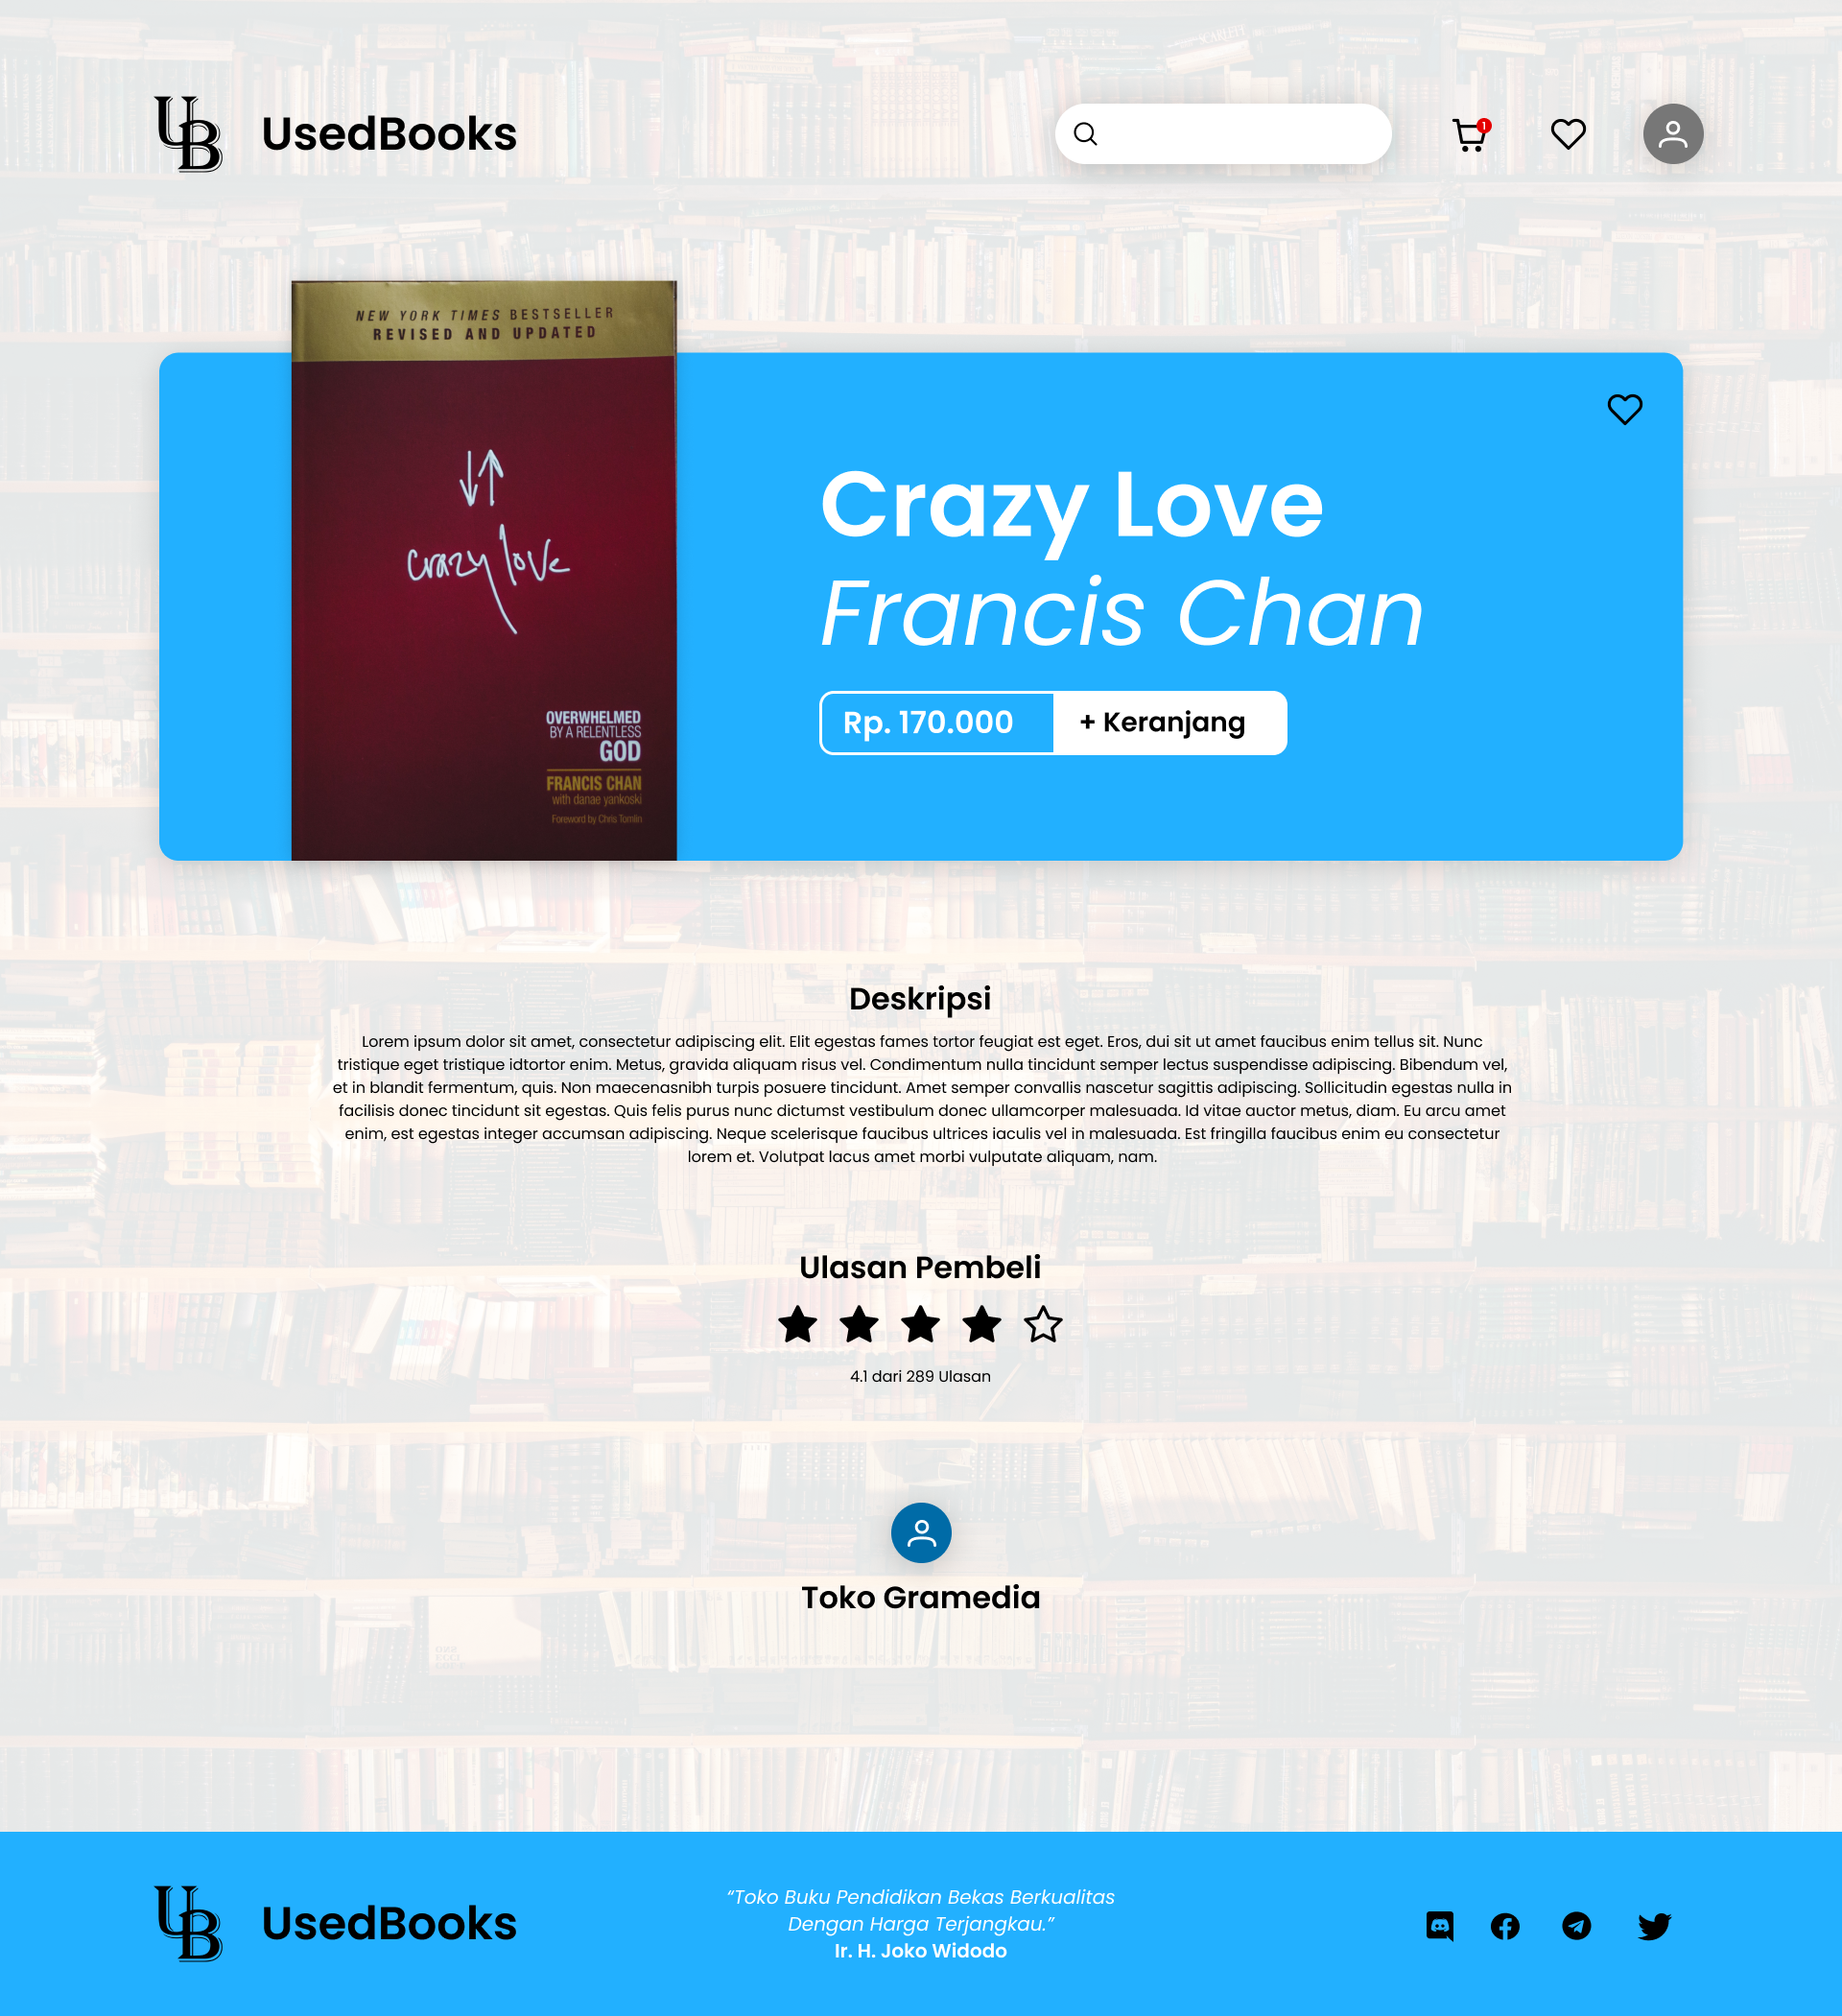 UB
UsedBooks
1
NEW YORK TIMES BESTSELLER
REVISED AND UPDATED
crazy love
OVERWHELMED
BY A RELENTLESS
GOD
FRANCIS CHAN
with danae yankoski
Foreword by Chris Tomlin
Crazy Love
Francis Chan
Rp. 170.000
+ Keranjang
Deskripsi
Lorem ipsum dolor sit amet, consectetur adipiscing elit. Elit egestas fames tortor feugiat est eget. Eros, dui sit ut amet faucibus enim tellus sit. Nunc
tristique eget tristique idtortor enim. Metus, gravida aliquam risus vel. Condimentum nulla tincidunt semper lectus suspendisse adipiscing. Bibendum vel,
et in blandit fermentum, quis. Non maecenasnibh turpis posuere tincidunt. Amet semper convallis nascetur sagittis adipiscing. Sollicitudin egestas nulla in
facilisis donec tincidunt sit egestas. Quis felis purus nunc dictumst vestibulum donec ullamcorper malesuada. Id vitae auctor metus, diam. Eu arcu amet
enim, est egestas integer accumsan adipiscing. Neque scelerisque faucibus ultrices iaculis vel in malesuada. Est fringilla faucibus enim eu consectetur
lorem et. Volutpat lacus amet morbi vulputate aliquam, nam.
Ulasan Pembeli
4.1 dari 289 Ulasan
Toko Gramedia
UB
UsedBooks
“Toko Buku Pendidikan Bekas Berkualitas
Dengan Harga Terjangkau.”
Ir. H. Joko Widodo